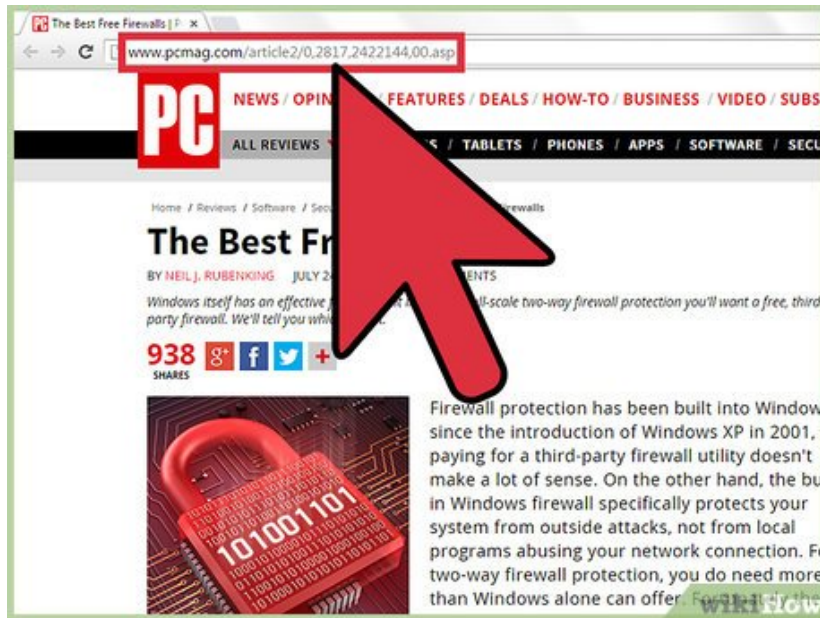 The Best Free Firewalls | P
www.pcmag.com/article2/0,2817,2422144,00.asp
PC
NEWS / OPIN / FEATURES / DEALS / HOW-TO / BUSINESS / VIDEO / SUBS
ALL REVIEWS S / TABLETS / PHONES / APPS / SOFTWARE / SECU
Home / Reviews / Software / Secu irewalls
The Best Fr
BY NEIL J. RUBENKING JULY 24 ENTS
Windows itself has an effective ll-scale two-way firewall protection you'll want a free, third
party firewall. We'll tell you
938
SHARES
g+ f +
Firewall protection has been built into Window
since the introduction of Windows XP in 2001,
paying for a third-party firewall utility doesn't
make a lot of sense. On the other hand, the bu
in Windows firewall specifically protects your
system from outside attacks, not from local
programs abusing your network connection. F
two-way firewall protection, you do need more
than Windows alone can offer.
101001101
wikiHow